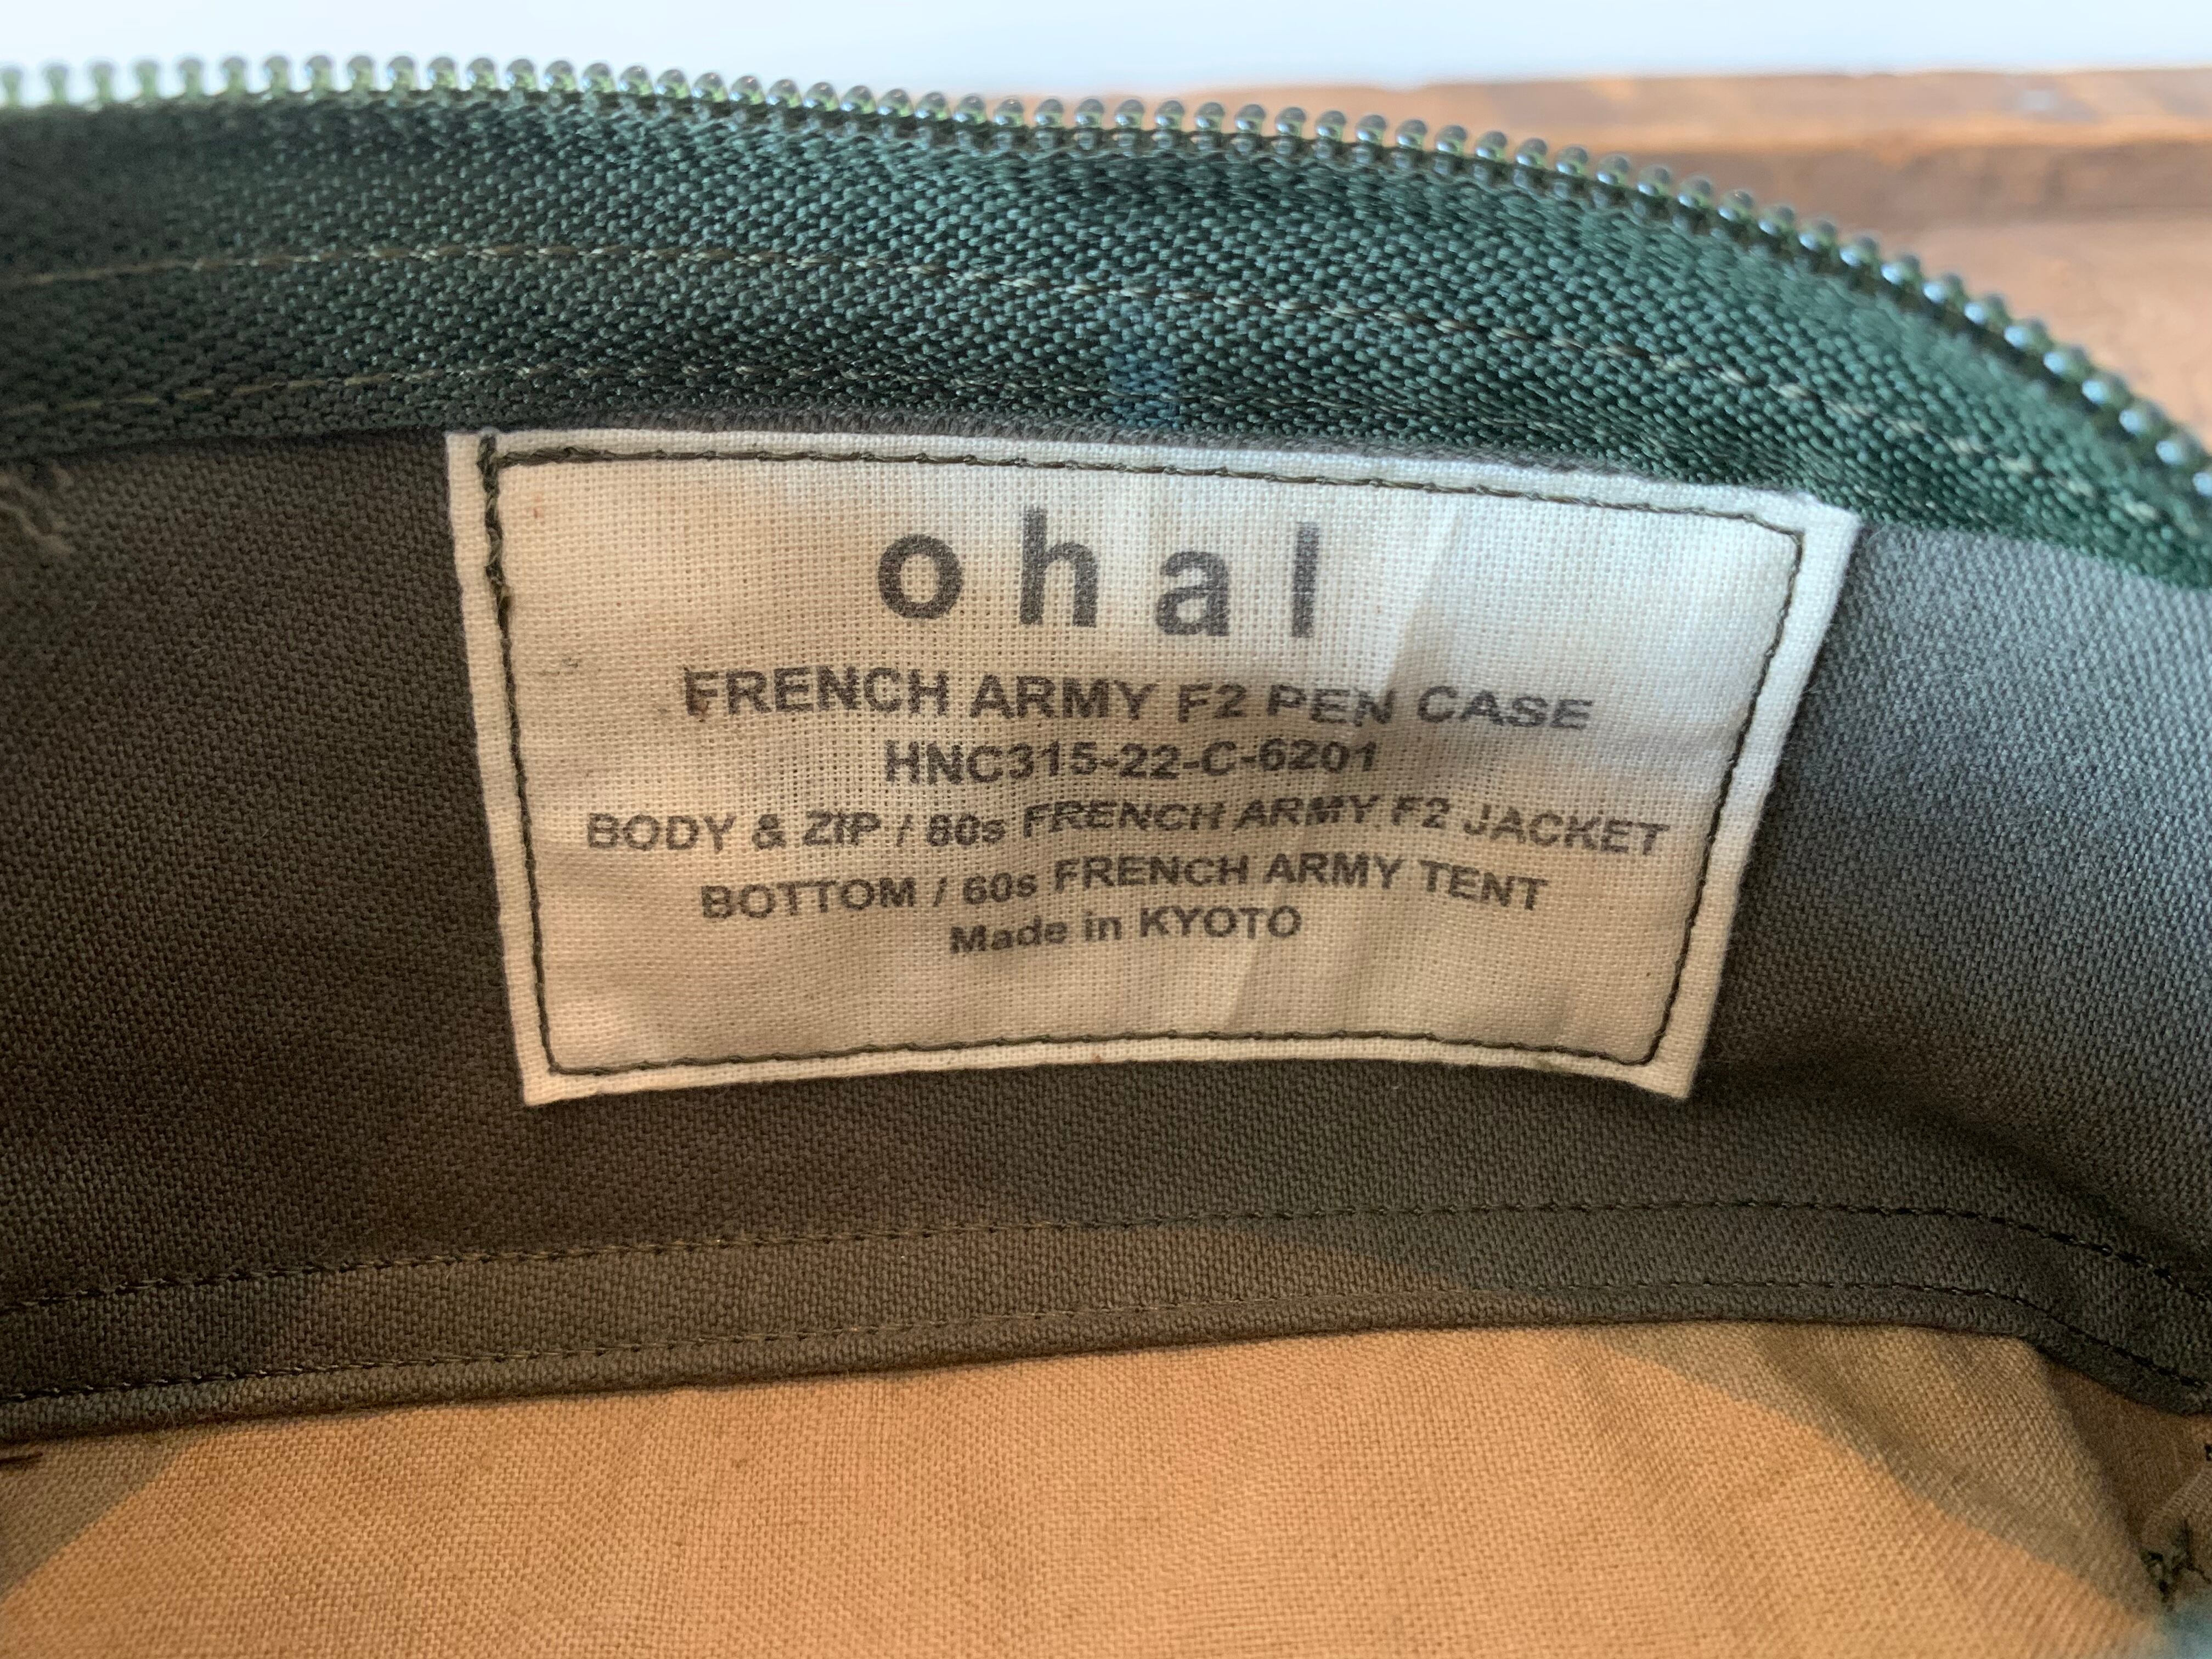 ohal
FRENCH ARMY F2 PEN CASE
HNC315-22-C-6201
BODY & ZIP / 80s FRENCH ARMY F2 JACKET
BOTTOM / 60s FRENCH ARMY TENT
Made in KYOTO